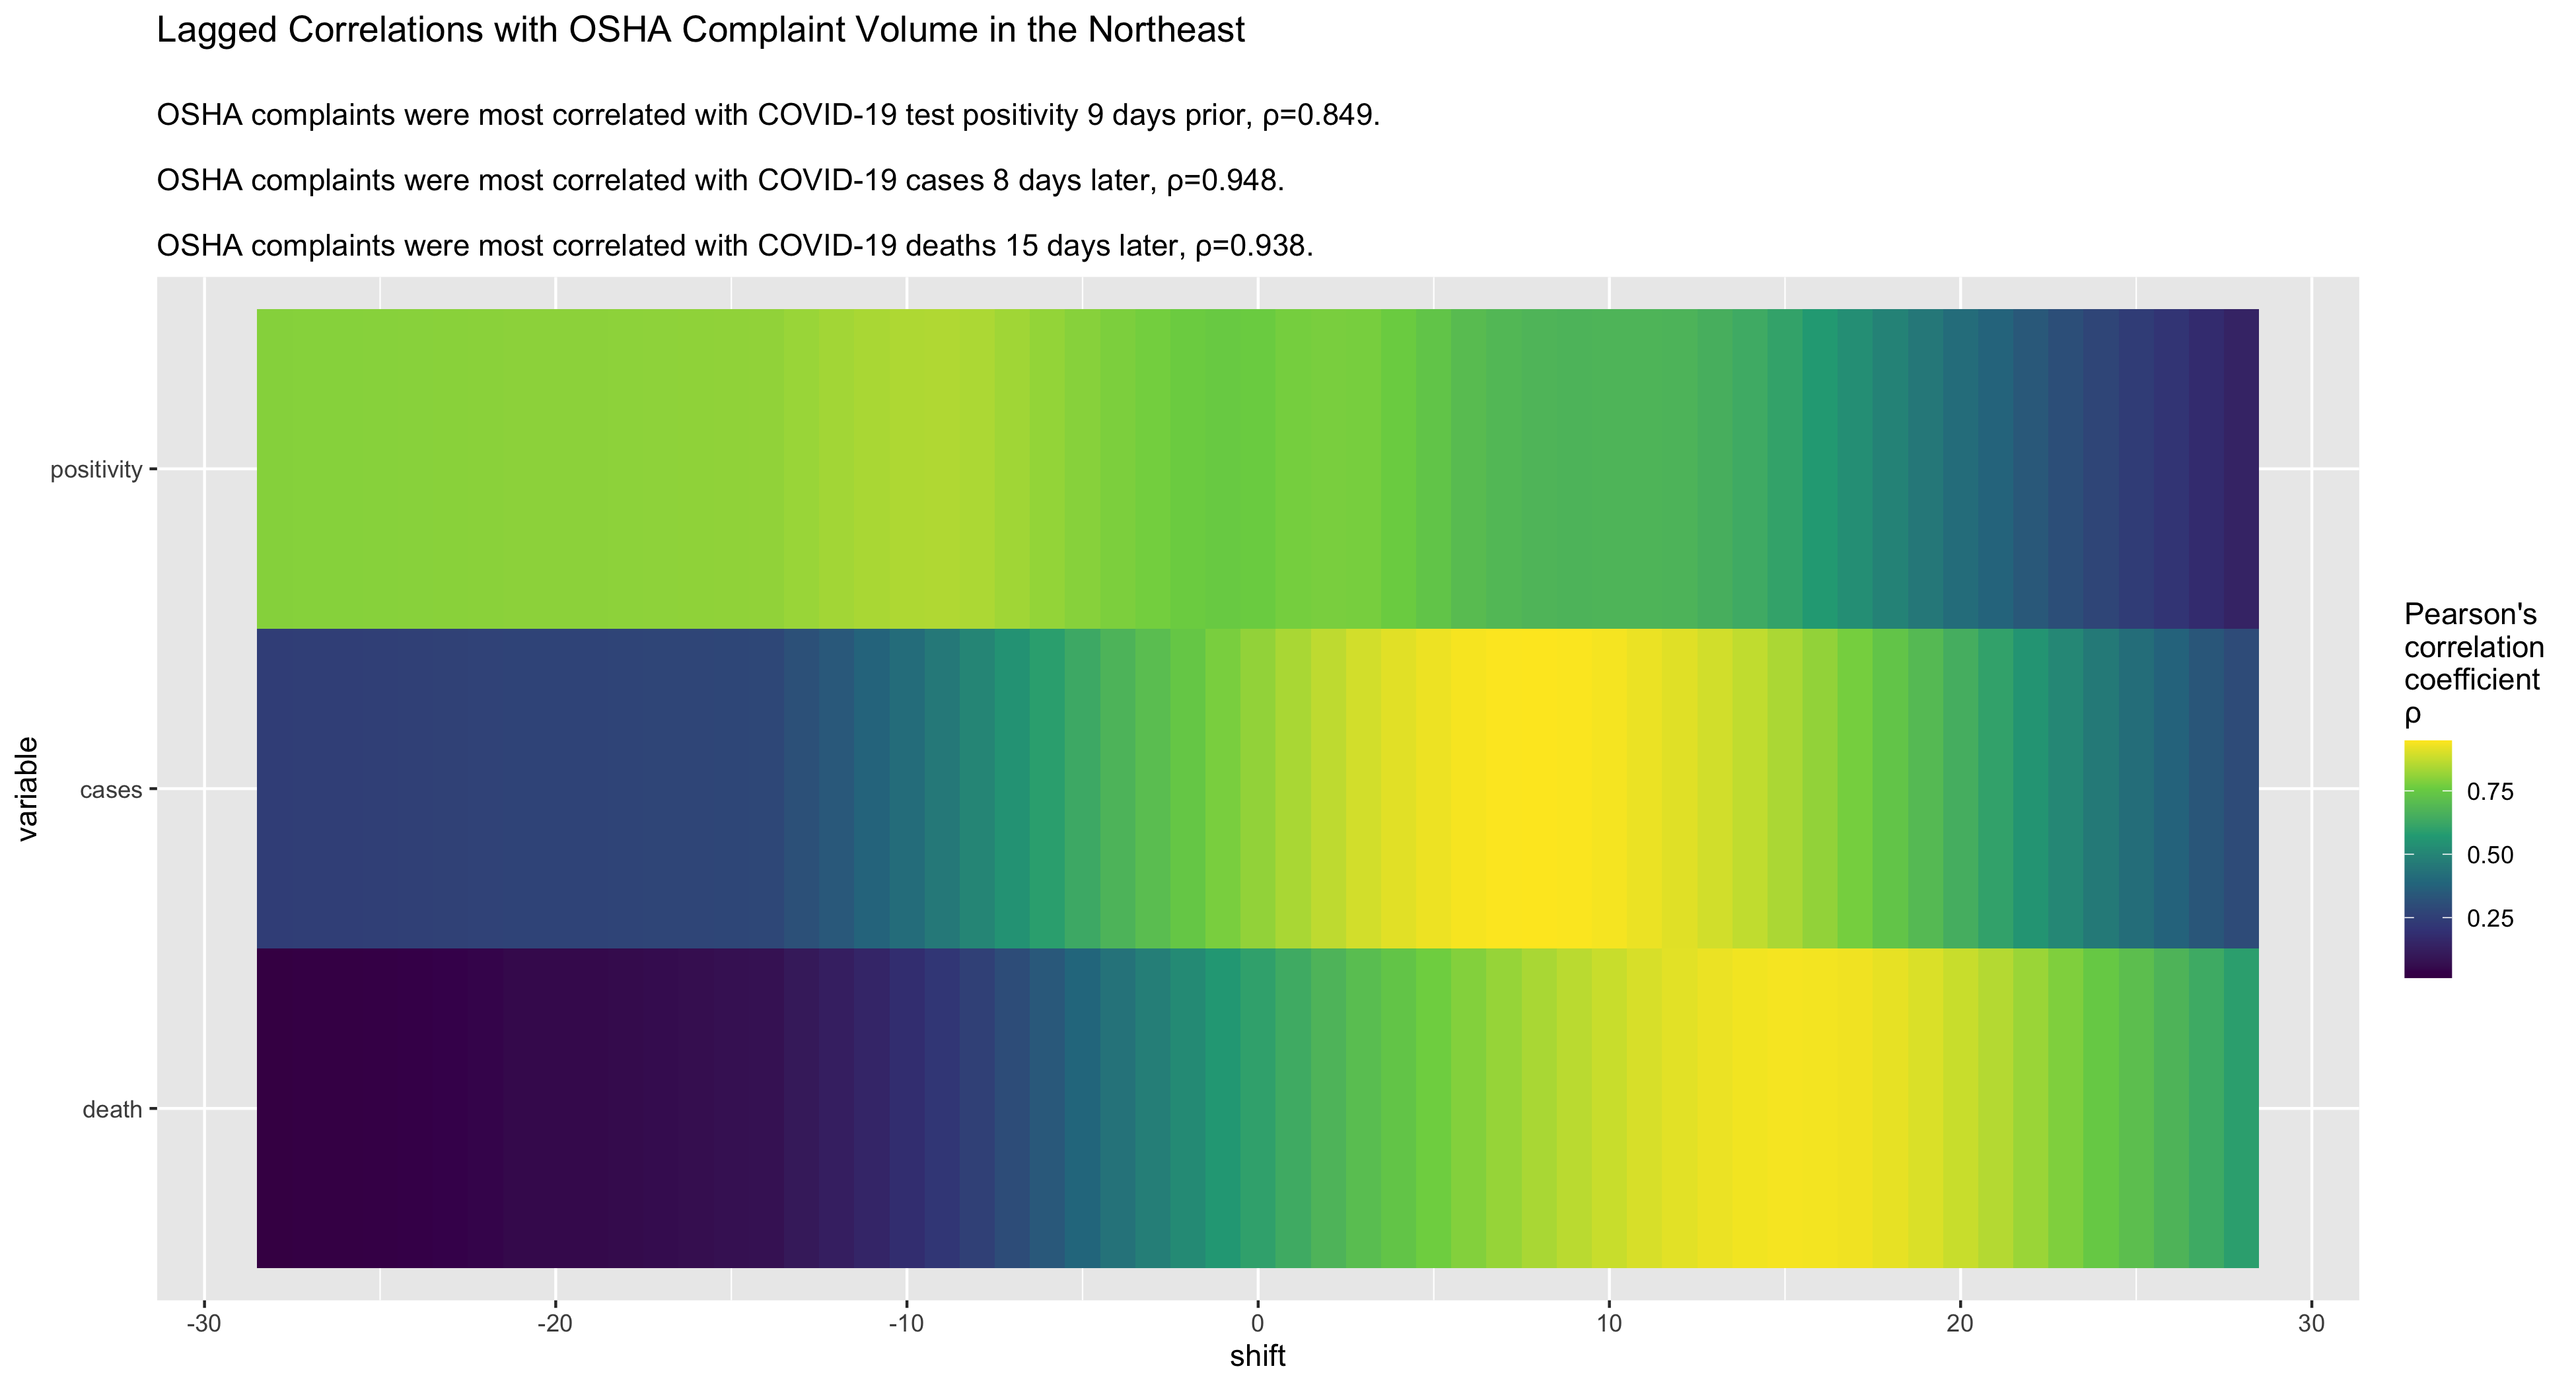 Lagged Correlations with OSHA Complaint Volume in the Northeast
OSHA complaints were most correlated with COVID-19 test positivity 9 days prior, ρ=0.849.
OSHA complaints were most correlated with COVID-19 cases 8 days later, ρ=0.948.
OSHA complaints were most correlated with COVID-19 deaths 15 days later, ρ=0.938.
variable
positivity
cases
death
-30
-20
-10
0
10
20
30
shift
Pearson's
correlation
coefficient
ρ
0.75
0.50
0.25